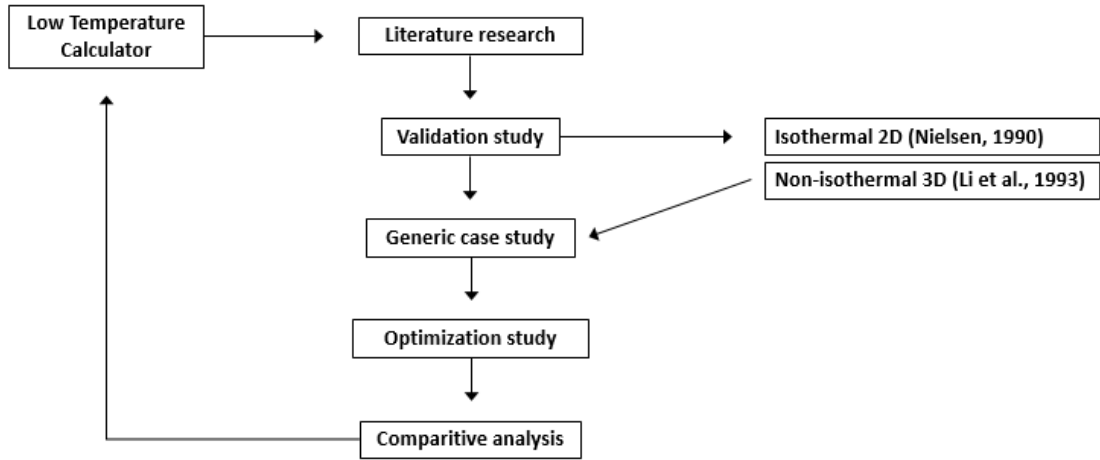 Low Temperature
Calculator
Literature research
Validation study
Isothermal 2D (Nielsen, 1990)
Non-isothermal 3D (Li et al., 1993)
Generic case study
Optimization study
Comparitive analysis